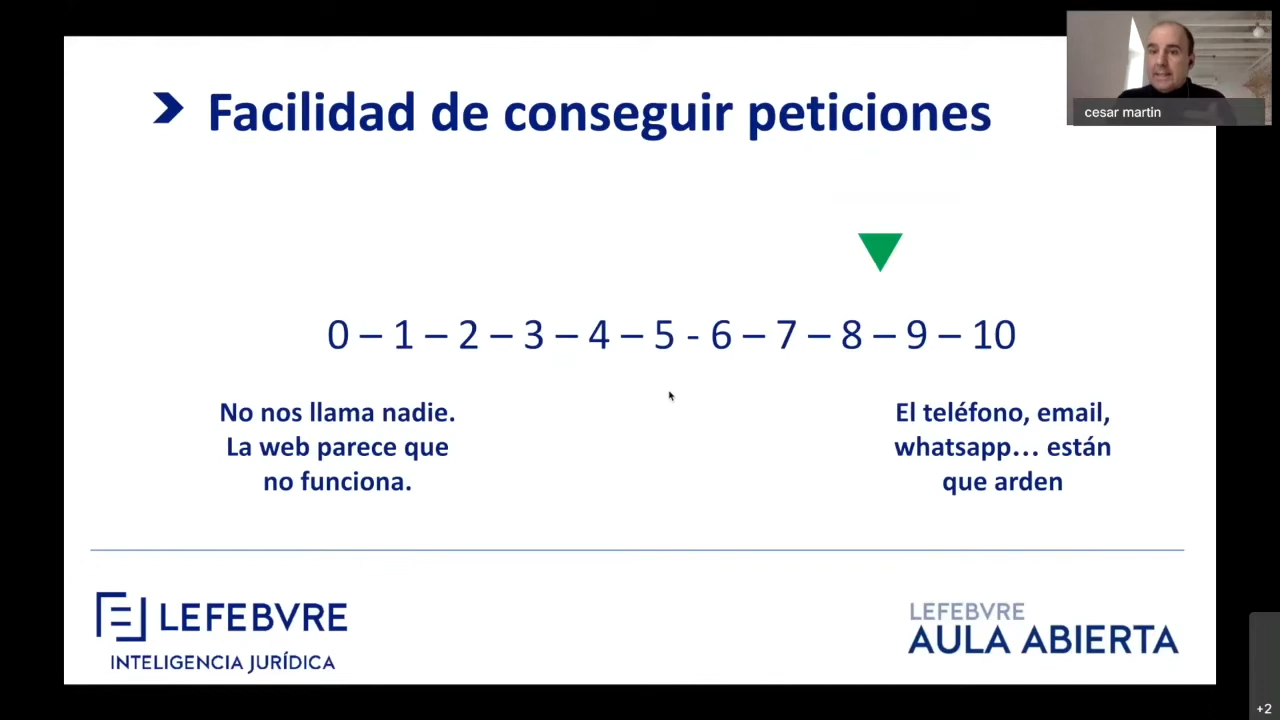 Facilidad de conseguir peticiones
cesar martin
0 – 1 – 2 – 3 – 4 – 5 - 6 – 7 – 8 – 9 – 10
No nos llama nadie.
La web parece que
no funciona.
El teléfono, email,
whatsapp... están
que arden
LEFEBVRE
INTELIGENCIA JURÍDICA
LEFEBVRE
AULA ABIERTA
+2